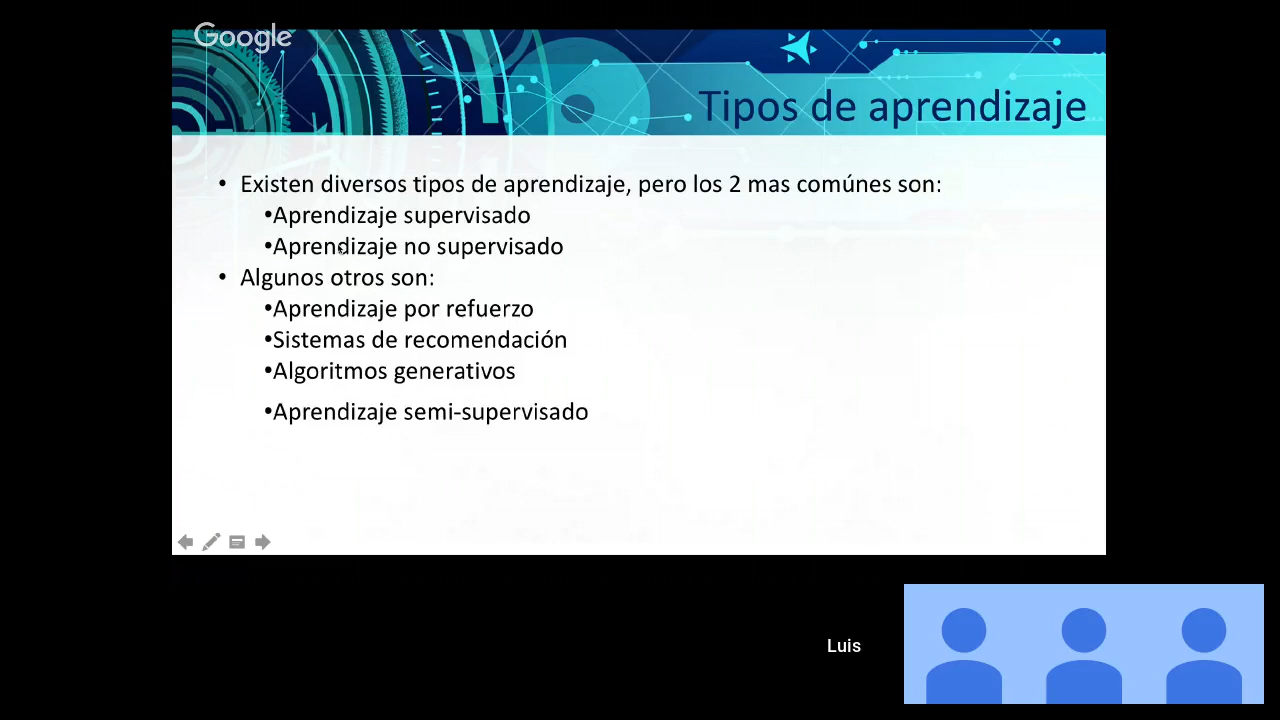 Google
Tipos de aprendizaje
• Existen diversos tipos de aprendizaje, pero los 2 mas comúnes son:
•Aprendizaje supervisado
•Aprendizaje no supervisado
• Algunos otros son:
•Aprendizaje por refuerzo
•Sistemas de recomendación
•Algoritmos generativos
•Aprendizaje semi-supervisado
Luis